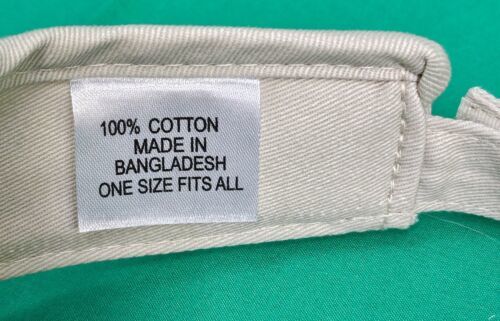 100% COTTON
MADE IN
BANGLADESH
ONE SIZE FITS ALL